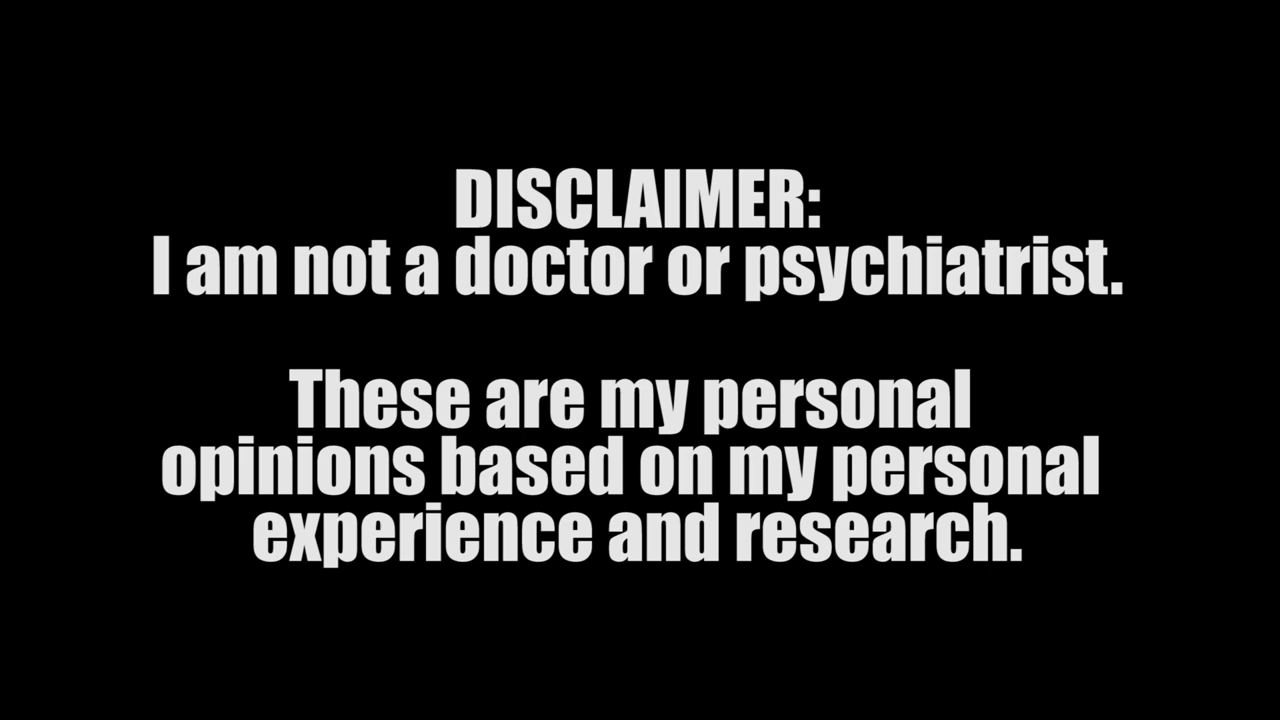 DISCLAIMER:
I am not a doctor or psychiatrist.
These are my personal
opinions based on my personal
experience and research.